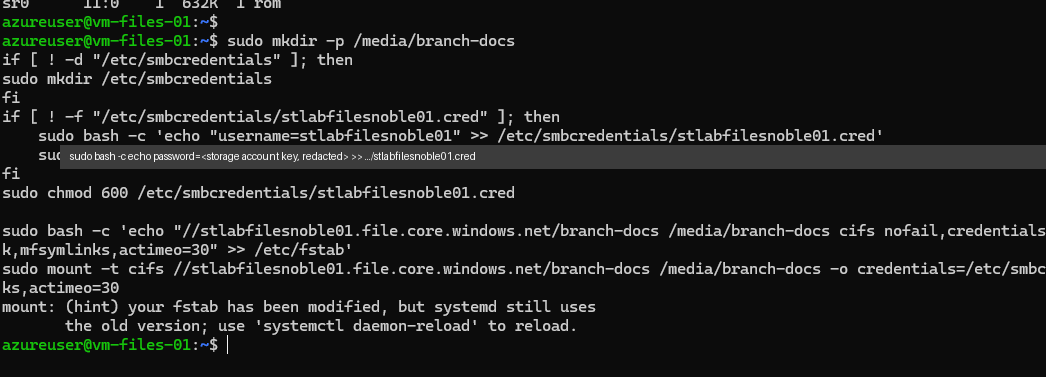 sr0      11:0    1  632K  1 rom
azureuser@vm-files-01:~$
azureuser@vm-files-01:~$ sudo mkdir -p /media/branch-docs
if [ ! -d "/etc/smbcredentials" ]; then
sudo mkdir /etc/smbcredentials
fi
if [ ! -f "/etc/smbcredentials/stlabfilesnoble01.cred" ]; then
    sudo bash -c 'echo "username=stlabfilesnoble01" >> /etc/smbcredentials/stlabfilesnoble01.cred'
    su
sudo bash -c echo password=<storage account key, redacted> >> .../stlabfilesnoble01.cred
fi
sudo chmod 600 /etc/smbcredentials/stlabfilesnoble01.cred

sudo bash -c 'echo "//stlabfilesnoble01.file.core.windows.net/branch-docs /media/branch-docs cifs nofail,credentials
k,mfsymlinks,actimeo=30" >> /etc/fstab'
sudo mount -t cifs //stlabfilesnoble01.file.core.windows.net/branch-docs /media/branch-docs -o credentials=/etc/smbc
ks,actimeo=30
mount: (hint) your fstab has been modified, but systemd still uses
       the old version; use 'systemctl daemon-reload' to reload.
azureuser@vm-files-01:~$